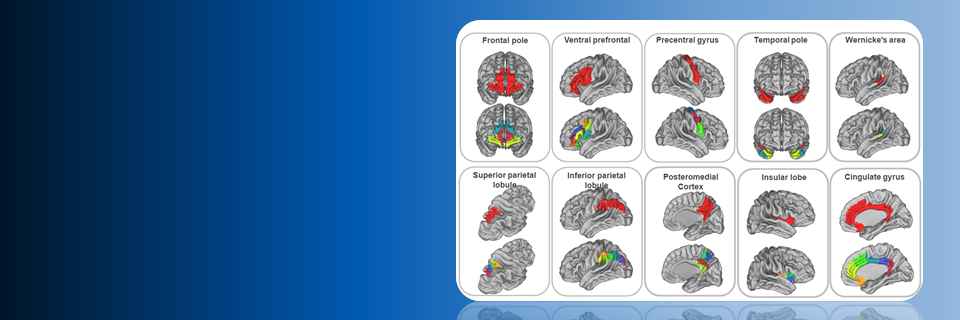 Frontal pole
Ventral prefrontal
Precentral gyrus
Temporal pole
Wernicke's area
Superior parietal
lobule
Inferior parietal
lobule
Posteromedial
Cortex
Insular lobe
Cingulate gyrus